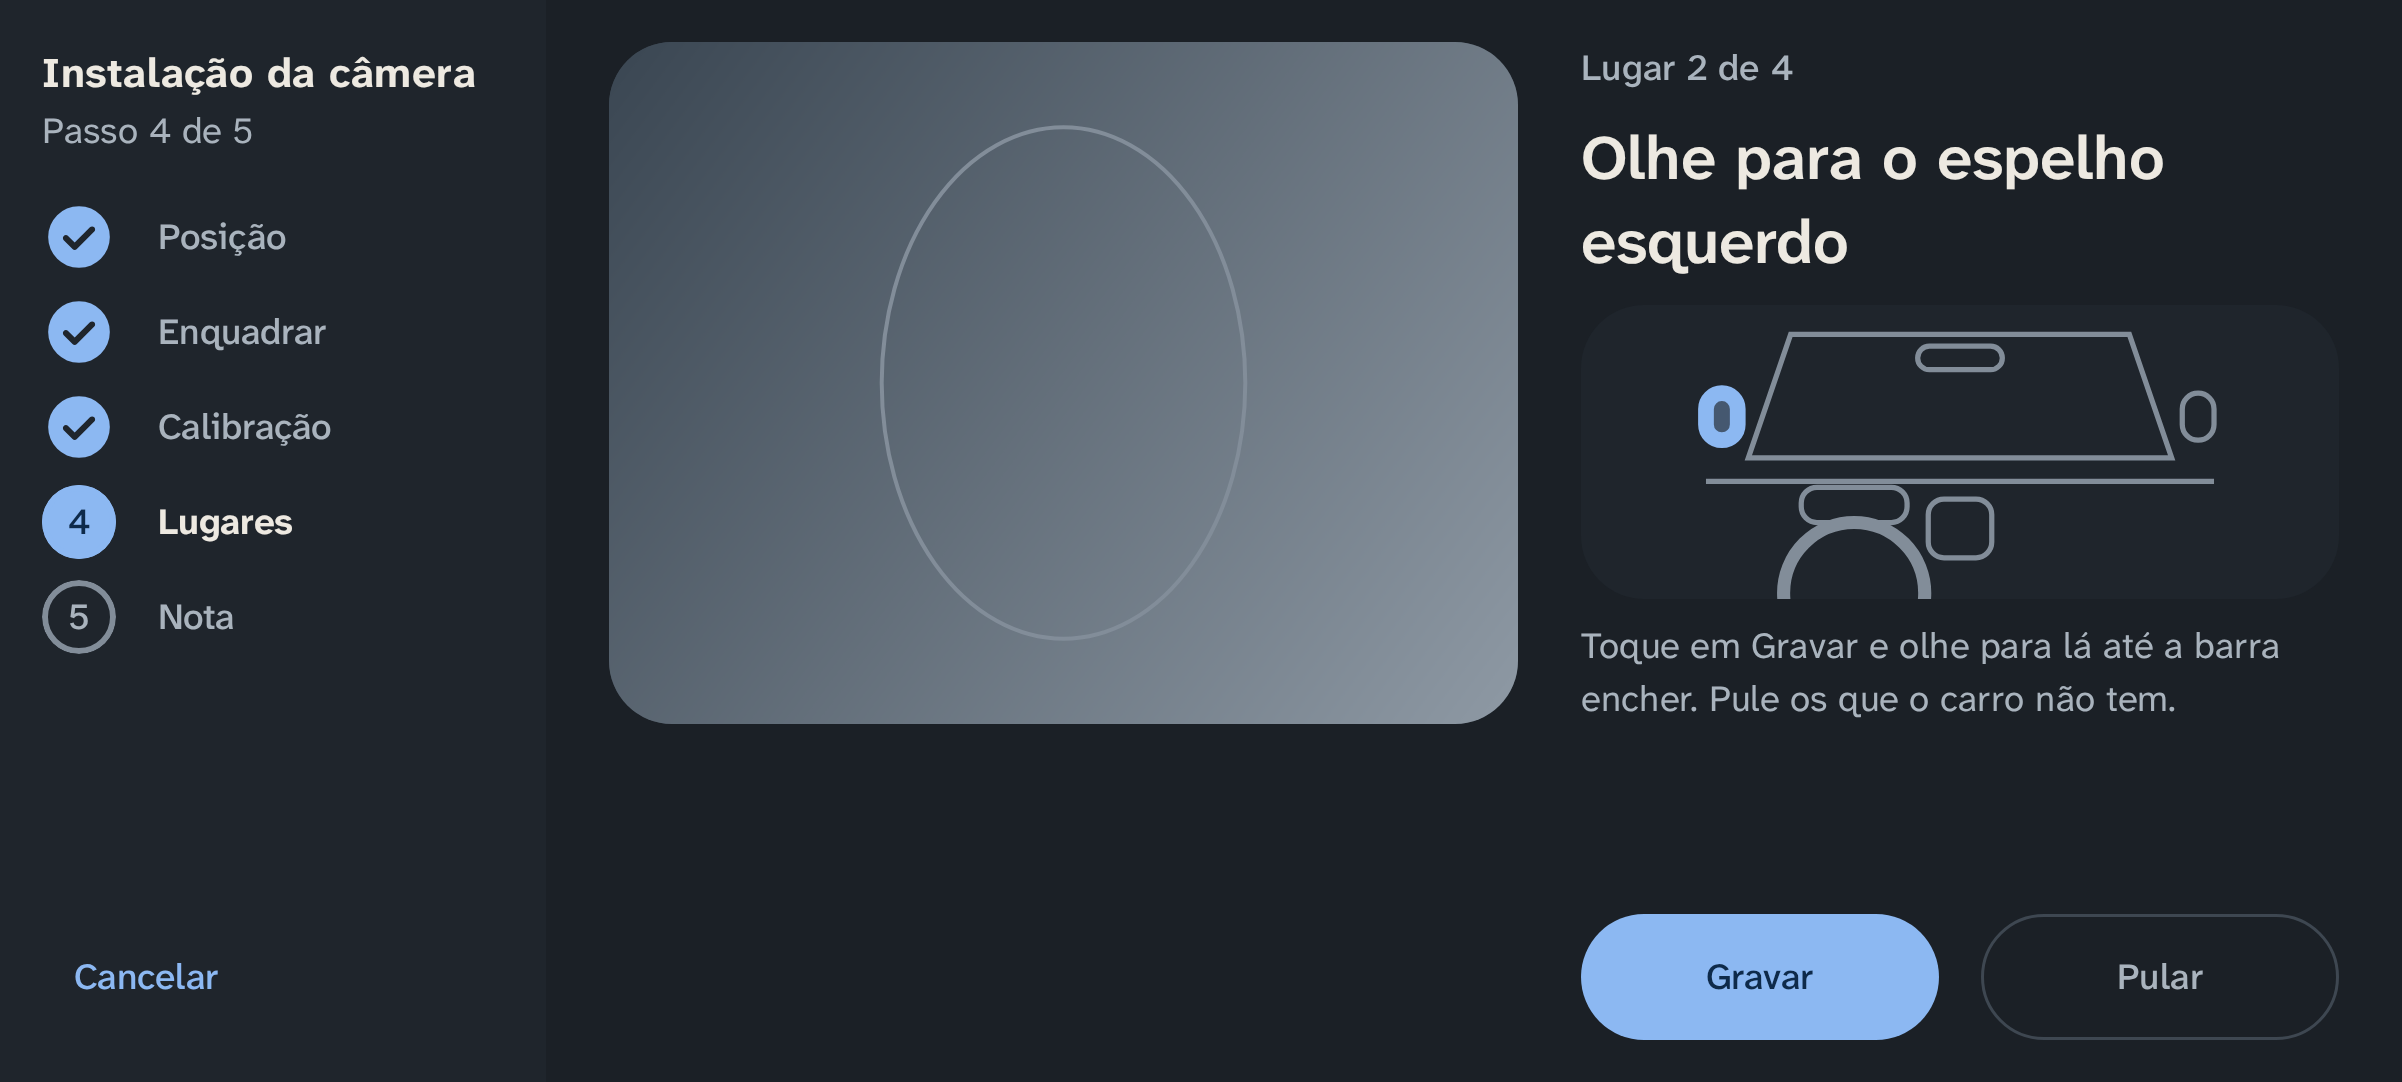 Instalação da câmera
Passo 4 de 5
Posição
Enquadrar
Calibração
4 Lugares
5 Nota
Cancelar
Lugar 2 de 4
Olhe para o espelho
esquerdo
Toque em Gravar e olhe para lá até a barra
encher. Pule os que o carro não tem.
Gravar
Pular